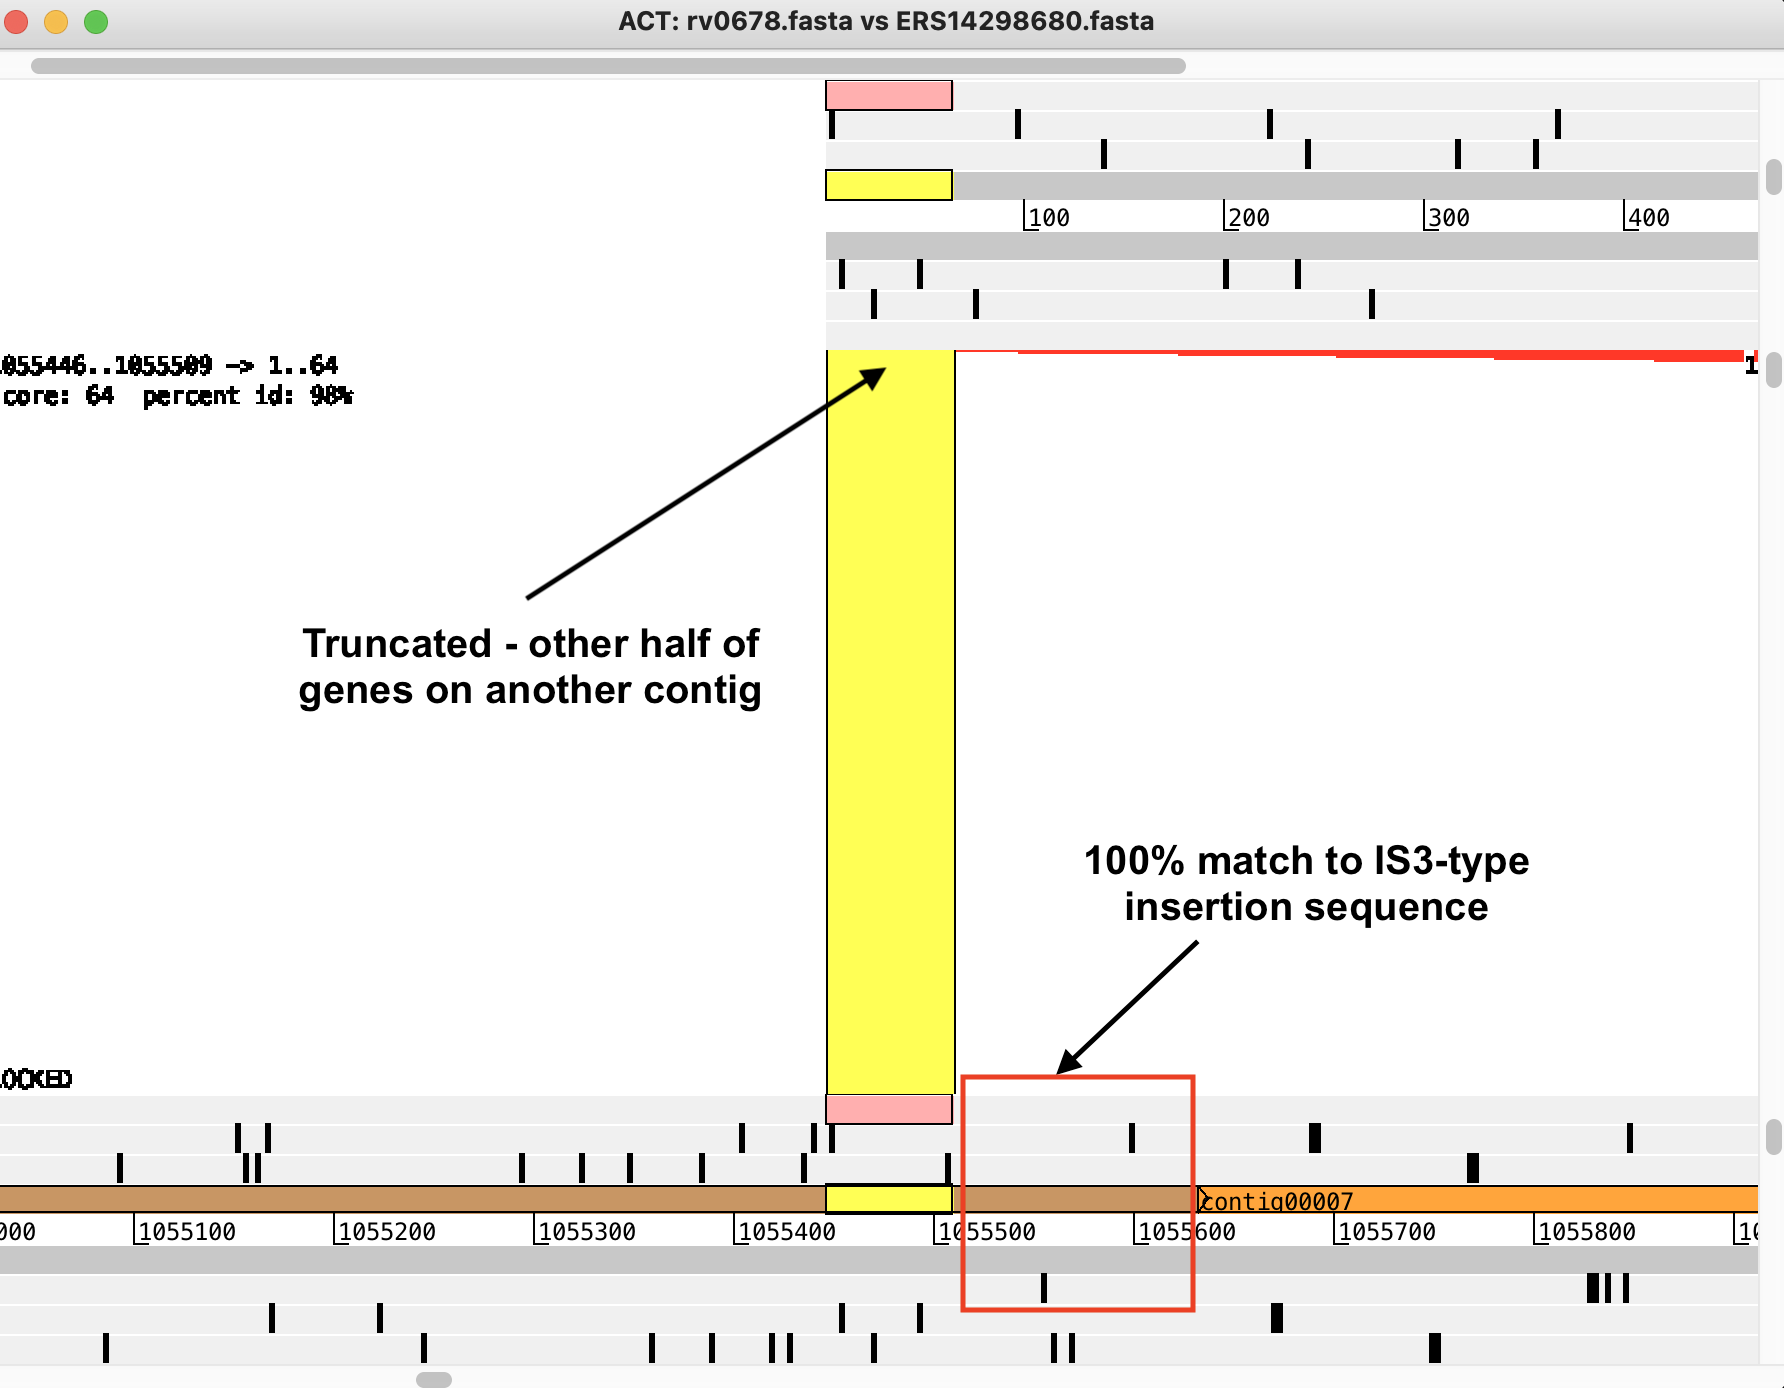 ACT: rv0678.fasta vs ERS14298680.fasta
100 200 300 400
055446..1055509 -> 1..64
core: 64 percent id: 98%
1
Truncated - other half of
genes on another contig
100% match to IS3-type
insertion sequence
OCKED
contig00007
000 1055100 1055200 1055300 1055400 1055500 1055600 1055700 1055800 10